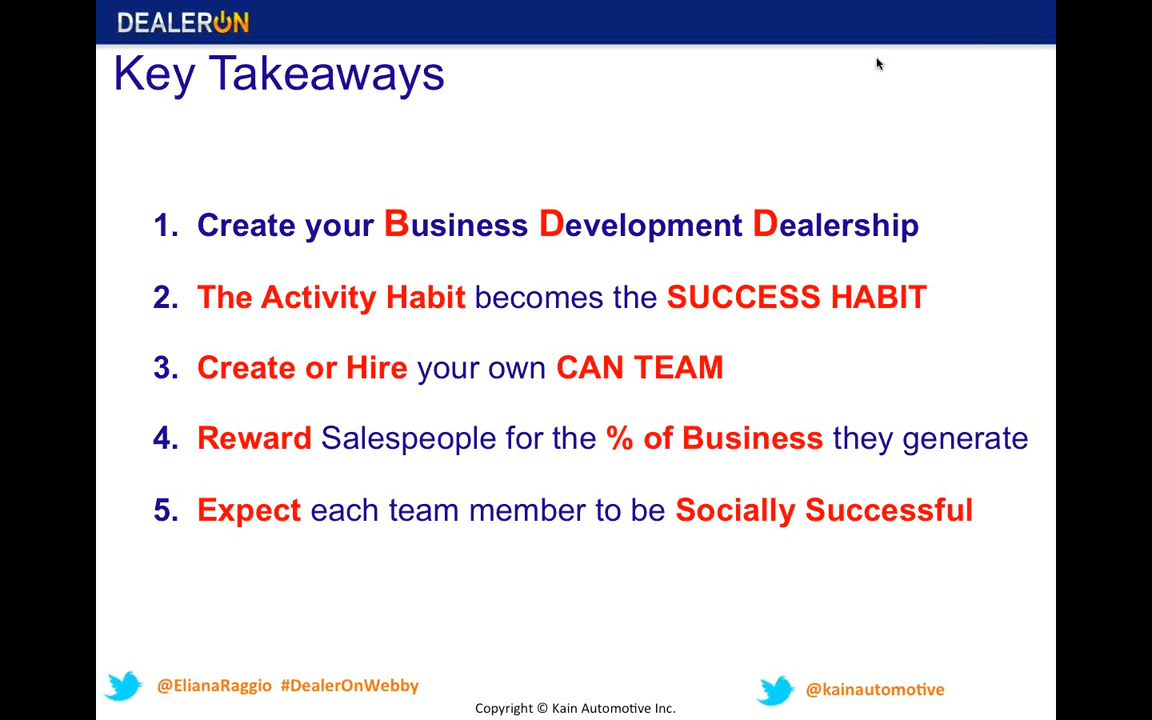 DEALERON
Key Takeaways
1. Create your Business Development Dealership
2. The Activity Habit becomes the SUCCESS HABIT
3. Create or Hire your own CAN TEAM
4. Reward Salespeople for the % of Business they generate
5. Expect each team member to be Socially Successful
@ElianaRaggio #DealerOnWebby
@kainautomotive
Copyright © Kain Automotive Inc.